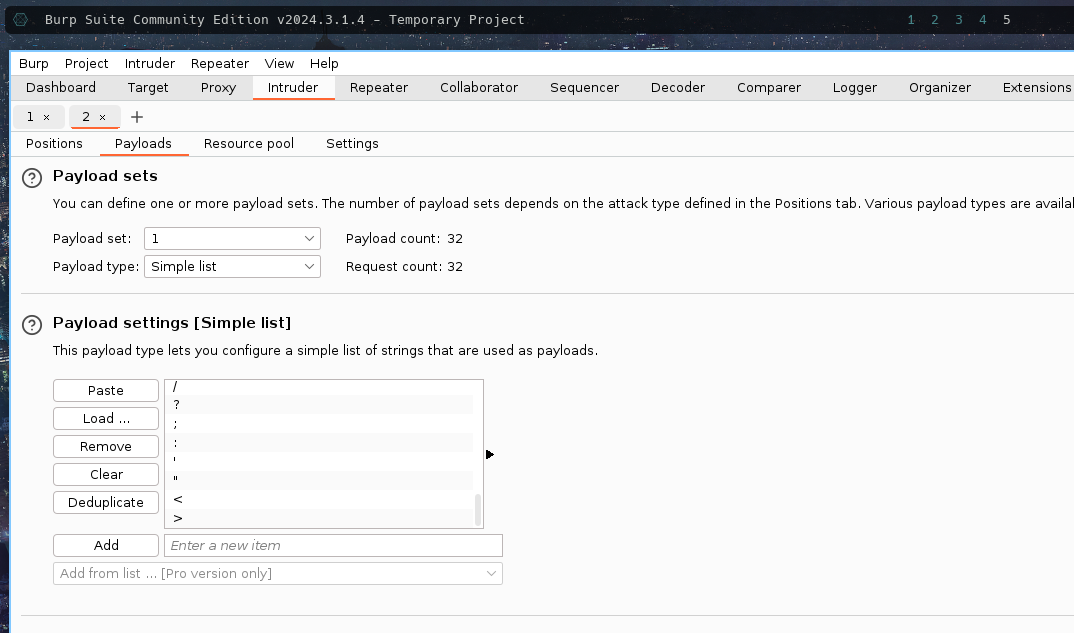 Burp Suite Community Edition v2024.3.1.4 - Temporary Project 1 2 3 4 5
Burp Project Intruder Repeater View Help
Dashboard Target Proxy Intruder Repeater Collaborator Sequencer Decoder Comparer Logger Organizer Extensions
1 × 2 × +
Positions Payloads Resource pool Settings
? Payload sets
You can define one or more payload sets. The number of payload sets depends on the attack type defined in the Positions tab. Various payload types are availal
Payload set: 1 Payload count: 32
Payload type: Simple list Request count: 32
? Payload settings [Simple list]
This payload type lets you configure a simple list of strings that are used as payloads.
Paste
Load ...
Remove
Clear
Deduplicate
/
?
;
:
'
"
<
>
Add Enter a new item
Add from list ... [Pro version only]